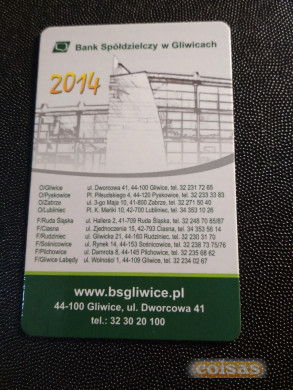 Bank Spółdzielczy w Gliwicach
2014
O/Gliwice ul. Dworcowa 41, 44-100 Gliwice, tel. 32 231 72 65
O/Pyskowice Pl. Piłsudskiego 4, 44-120 Pyskowice, tel. 32 233 33 83
O/Zabrze ul. 3-go Maja 10, 41-800 Zabrze, tel. 32 271 50 40
O/Lubliniec Pl. K. Mańki 10, 42-700 Lubliniec, tel. 34 353 10 28
F/Ruda Śląska ul. Hallera 2, 41-709 Ruda Śląska, tel. 32 248 70 85/87
F/Ciasna ul. Zjednoczenia 15, 42-793 Ciasna, tel. 34 353 56 14
F/Rudziniec ul. Gliwicka 21, 44-160 Rudziniec, tel. 32 230 31 70
F/Sośnicowice ul. Rynek 14, 44-153 Sośnicowice, tel. 32 238 73 75/76
F/Pilchowice ul. Damrota 8, 44-145 Pilchowice, tel. 32 235 68 62
F/Gliwice Łabędy ul. Wolności 1, 44-109 Gliwice, tel. 32 234 02 67
www.bsgliwice.pl
44-100 Gliwice, ul. Dworcowa 41
tel.: 32 30 20 100
coisas